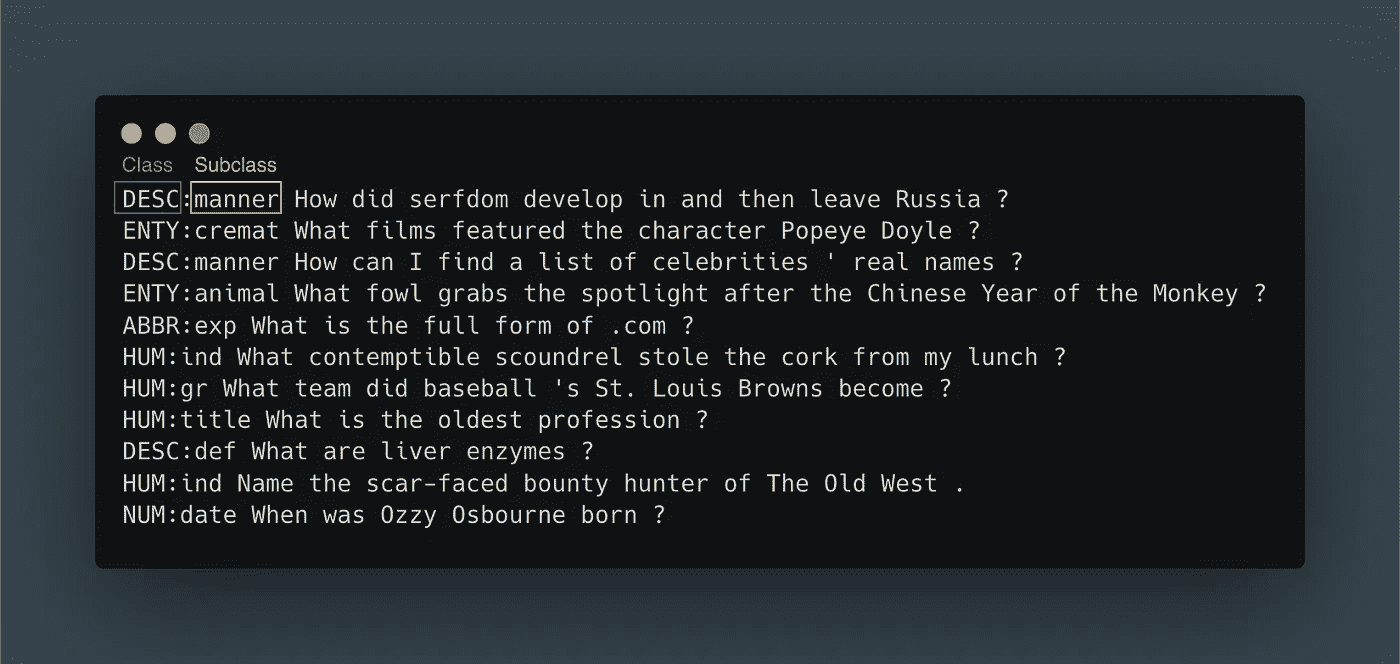 Class Subclass
DESC:manner How did serfdom develop in and then leave Russia ?
ENTY:cremat What films featured the character Popeye Doyle ?
DESC:manner How can I find a list of celebrities ' real names ?
ENTY:animal What fowl grabs the spotlight after the Chinese Year of the Monkey ?
ABBR:exp What is the full form of .com ?
HUM:ind What contemptible scoundrel stole the cork from my lunch ?
HUM:gr What team did baseball 's St. Louis Browns become ?
HUM:title What is the oldest profession ?
DESC:def What are liver enzymes ?
HUM:ind Name the scar-faced bounty hunter of The Old West .
NUM:date When was Ozzy Osbourne born ?